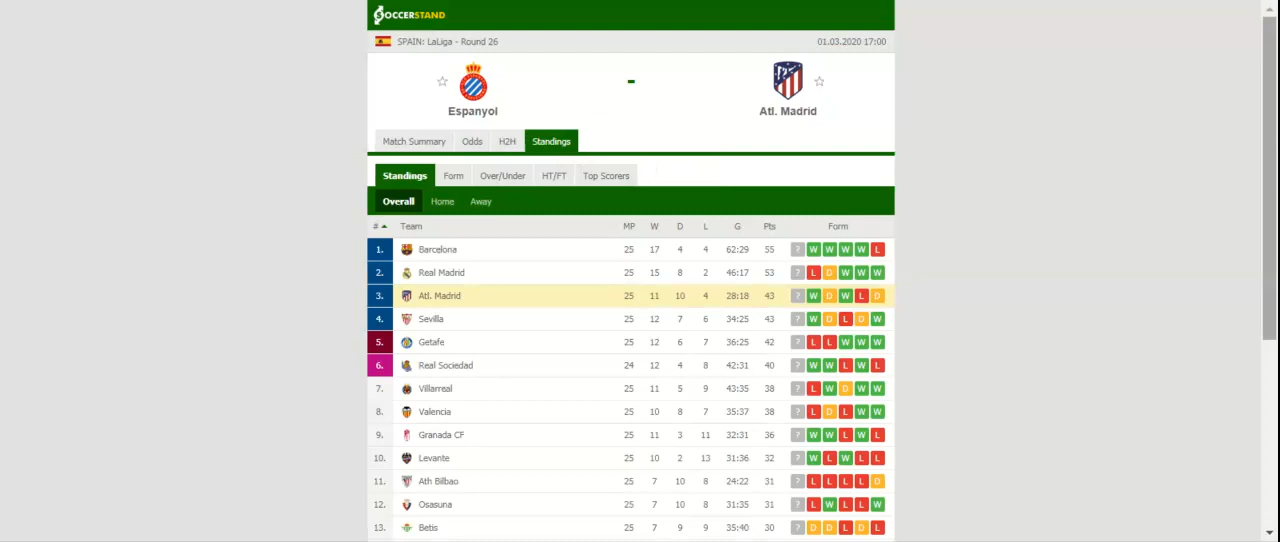 SOCCERSTAND
SPAIN: LaLiga - Round 26 01.03.2020 17:00
-
Espanyol Atl. Madrid
Match Summary Odds H2H Standings
Standings Form Over/Under HT/FT Top Scorers
Overall Home Away
# Team MP W D L G Pts Form
1. Barcelona 25 17 4 4 62:29 55 ? W W W W L
2. Real Madrid 25 15 8 2 46:17 53 ? L D W W W
3. Atl. Madrid 25 11 10 4 28:18 43 ? W D W L D
4. Sevilla 25 12 7 6 34:25 43 ? W D L D W
5. Getafe 25 12 6 7 36:25 42 ? L L W W W
6. Real Sociedad 24 12 4 8 42:31 40 ? W W L W L
7. Villarreal 25 11 5 9 43:35 38 ? L W D W W
8. Valencia 25 10 8 7 35:37 38 ? L D L W W
9. Granada CF 25 11 3 11 32:31 36 ? W W L W L
10. Levante 25 10 2 13 31:36 32 ? W L W L L
11. Ath Bilbao 25 7 10 8 24:22 31 ? L L L L D
12. Osasuna 25 7 10 8 31:35 31 ? L W L L W
13. Betis 25 7 9 9 35:40 30 ? D D L D L